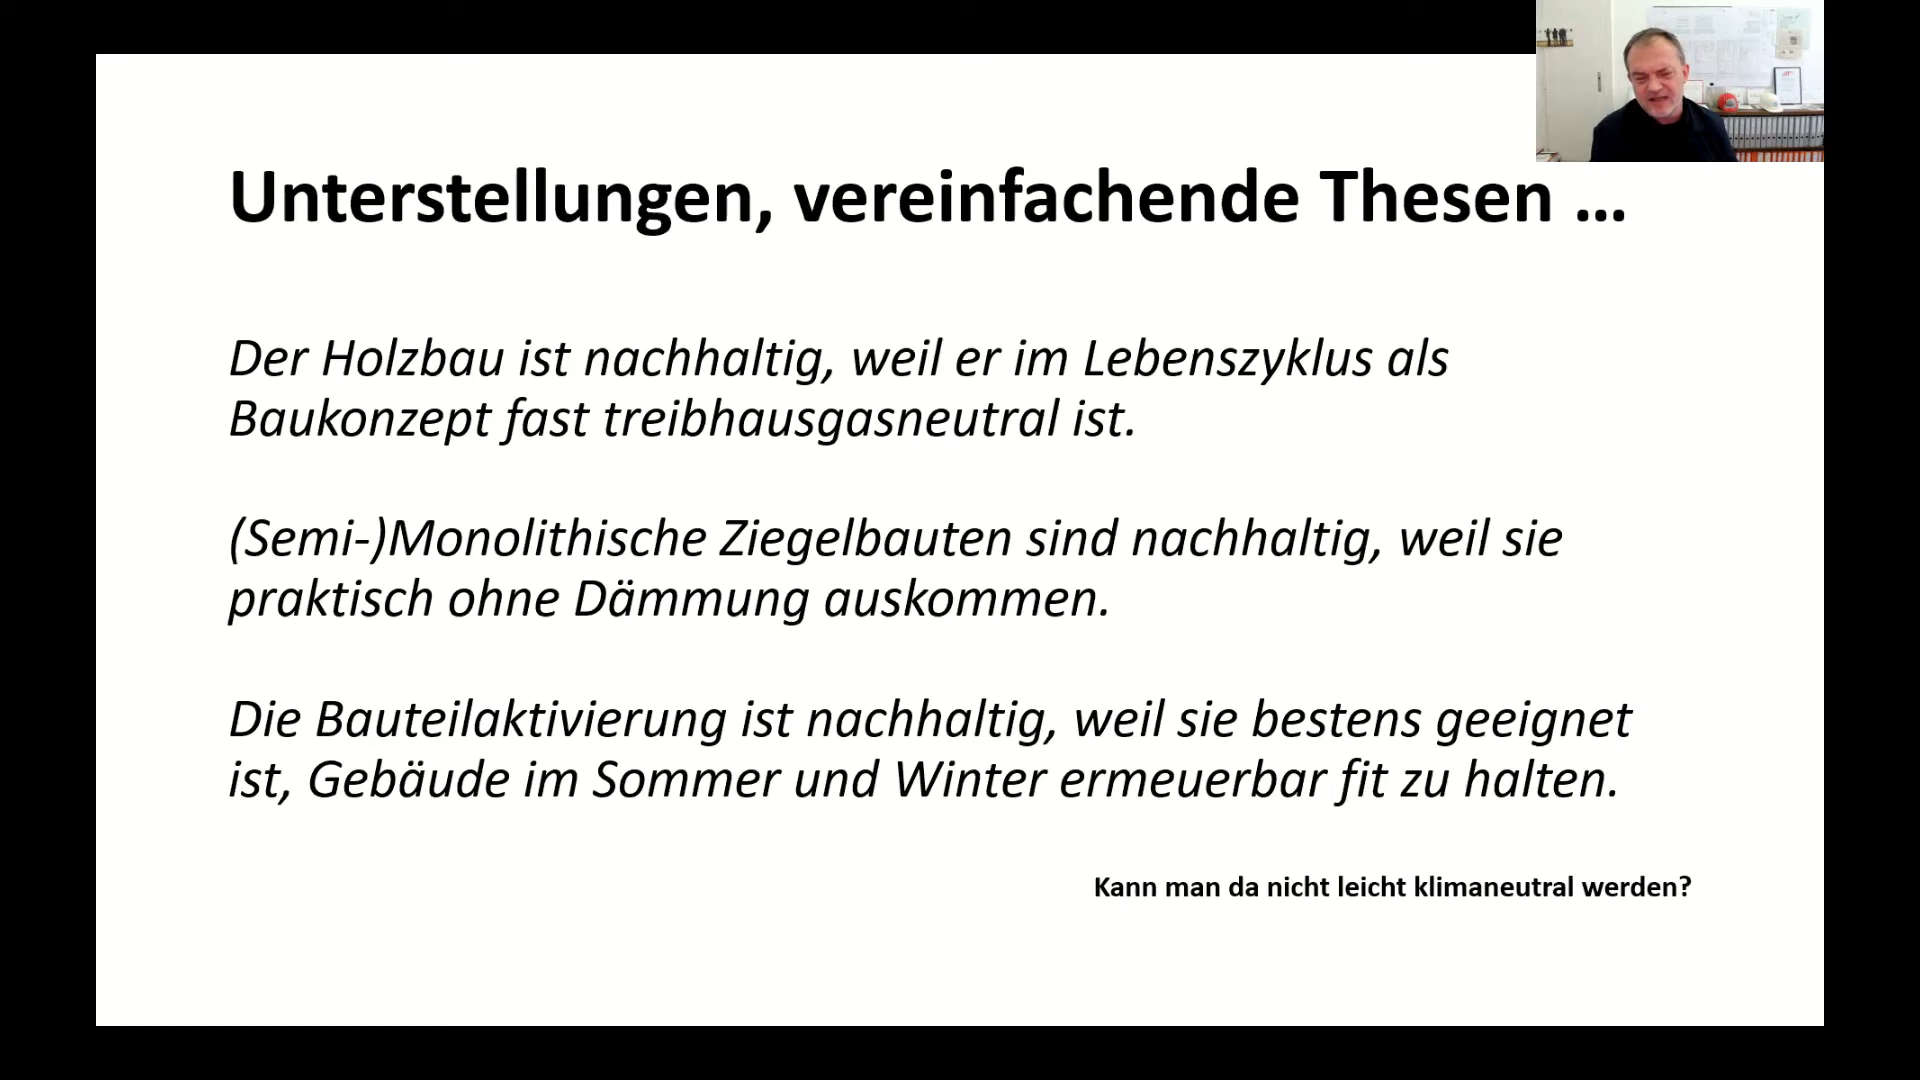 Unterstellungen, vereinfachende Thesen ...
Der Holzbau ist nachhaltig, weil er im Lebenszyklus als
Baukonzept fast treibhausgasneutral ist.
(Semi-)Monolithische Ziegelbauten sind nachhaltig, weil sie
praktisch ohne Dämmung auskommen.
Die Bauteilaktivierung ist nachhaltig, weil sie bestens geeignet
ist, Gebäude im Sommer und Winter ermeuerbar fit zu halten.
Kann man da nicht leicht klimaneutral werden?